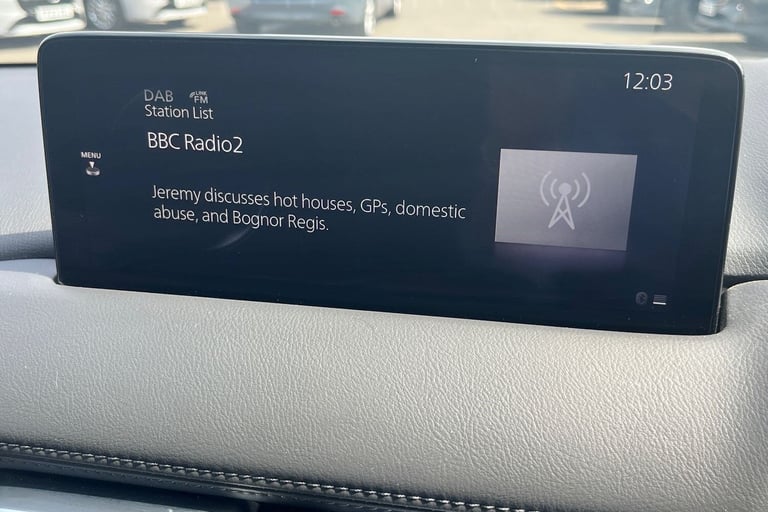 12:03
DAB LINK FM
Station List
BBC Radio2
MENU
Jeremy discusses hot houses, GPs, domestic
abuse, and Bognor Regis.